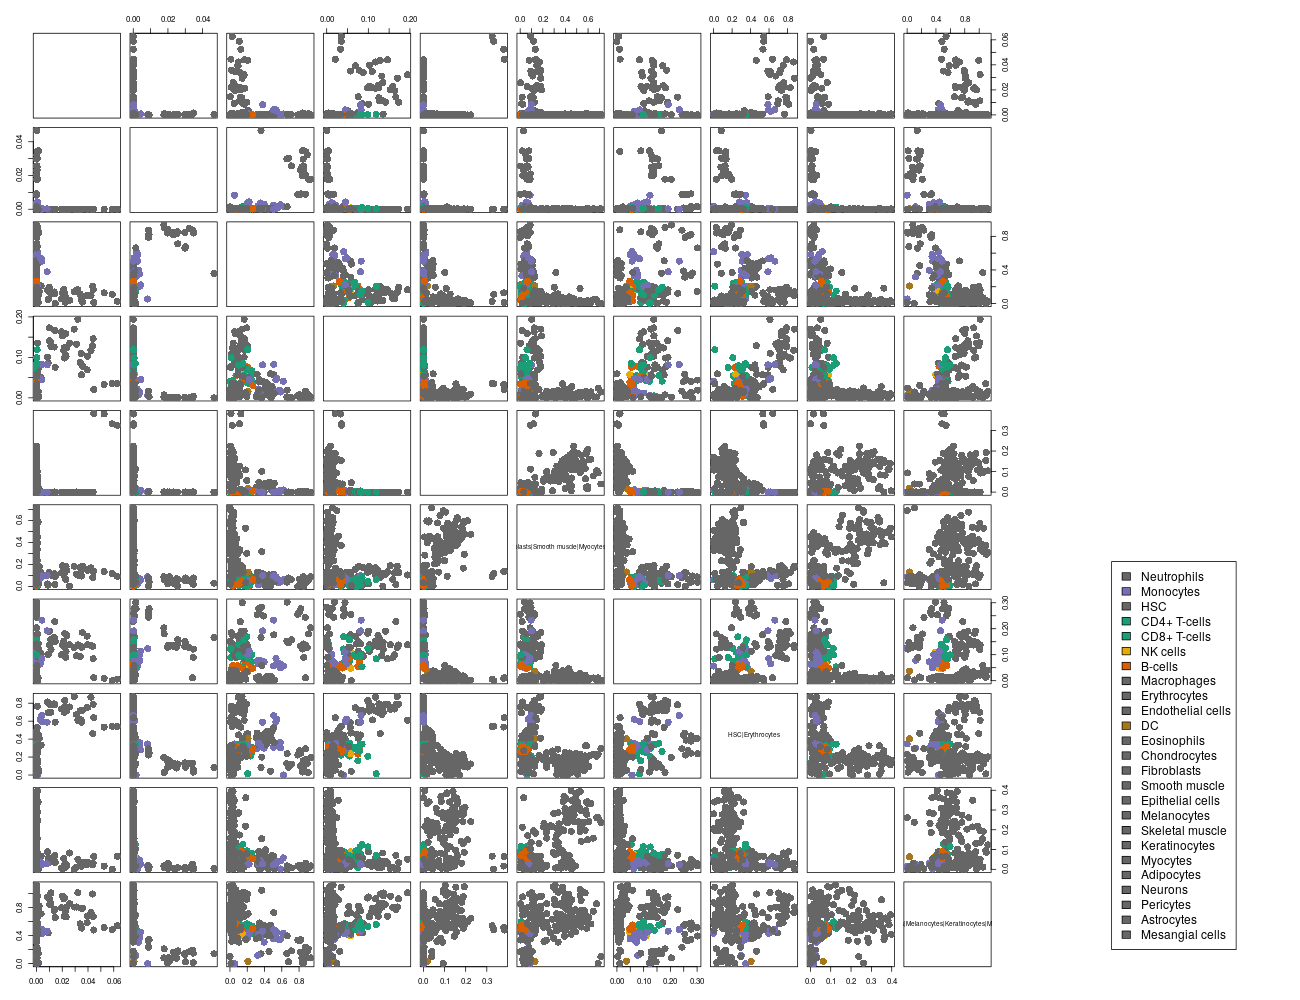 0.00 0.02 0.04 0.00 0.10 0.20 0.0 0.2 0.4 0.6 0.0 0.2 0.4 0.6 0.8 0.0 0.4 0.8
0.00 0.02 0.04 0.06
0.00 0.02 0.04
0.0 0.4 0.8
0.00 0.10 0.20
0.0 0.1 0.2 0.3
0.0 0.2 0.4 0.6
lasts|Smooth muscle|Myocytes
0.00 0.10 0.20 0.30
0.0 0.2 0.4 0.6 0.8
HSC|Erythrocytes
0.0 0.1 0.2 0.3 0.4
0.0 0.4 0.8
|Melanocytes|Keratinocytes|M
0.00 0.02 0.04 0.06 0.0 0.2 0.4 0.6 0.8 0.0 0.1 0.2 0.3 0.00 0.10 0.20 0.30 0.0 0.1 0.2 0.3 0.4
Neutrophils
Monocytes
HSC
CD4+ T-cells
CD8+ T-cells
NK cells
B-cells
Macrophages
Erythrocytes
Endothelial cells
DC
Eosinophils
Chondrocytes
Fibroblasts
Smooth muscle
Epithelial cells
Melanocytes
Skeletal muscle
Keratinocytes
Myocytes
Adipocytes
Neurons
Pericytes
Astrocytes
Mesangial cells